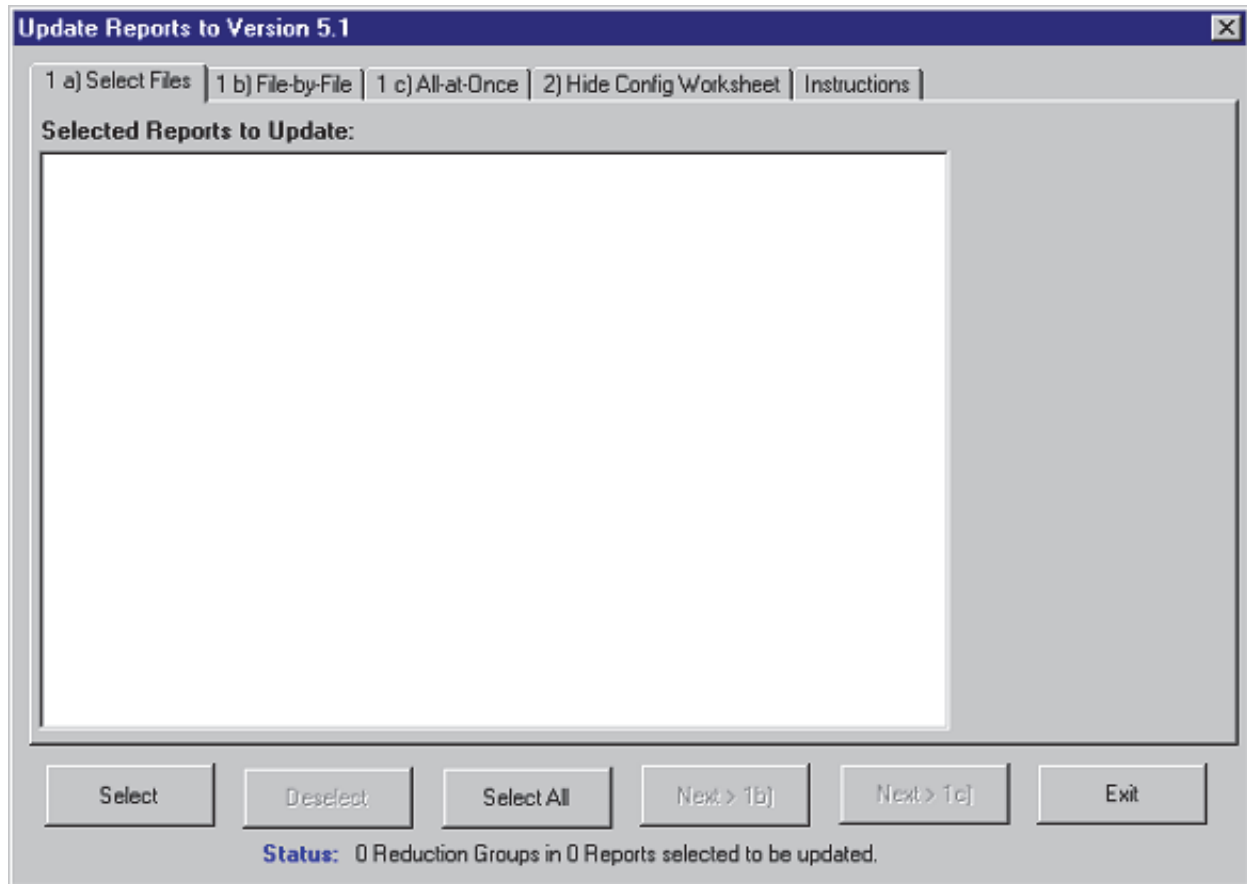 Update Reports to Version 5.1
1 a) Select Files 1 b) File-by-File 1 c) All-at-Once 2) Hide Config Worksheet Instructions
Selected Reports to Update:
Select Deselect Select All Next > 1b) Next > 1c) Exit
Status: 0 Reduction Groups in 0 Reports selected to be updated.